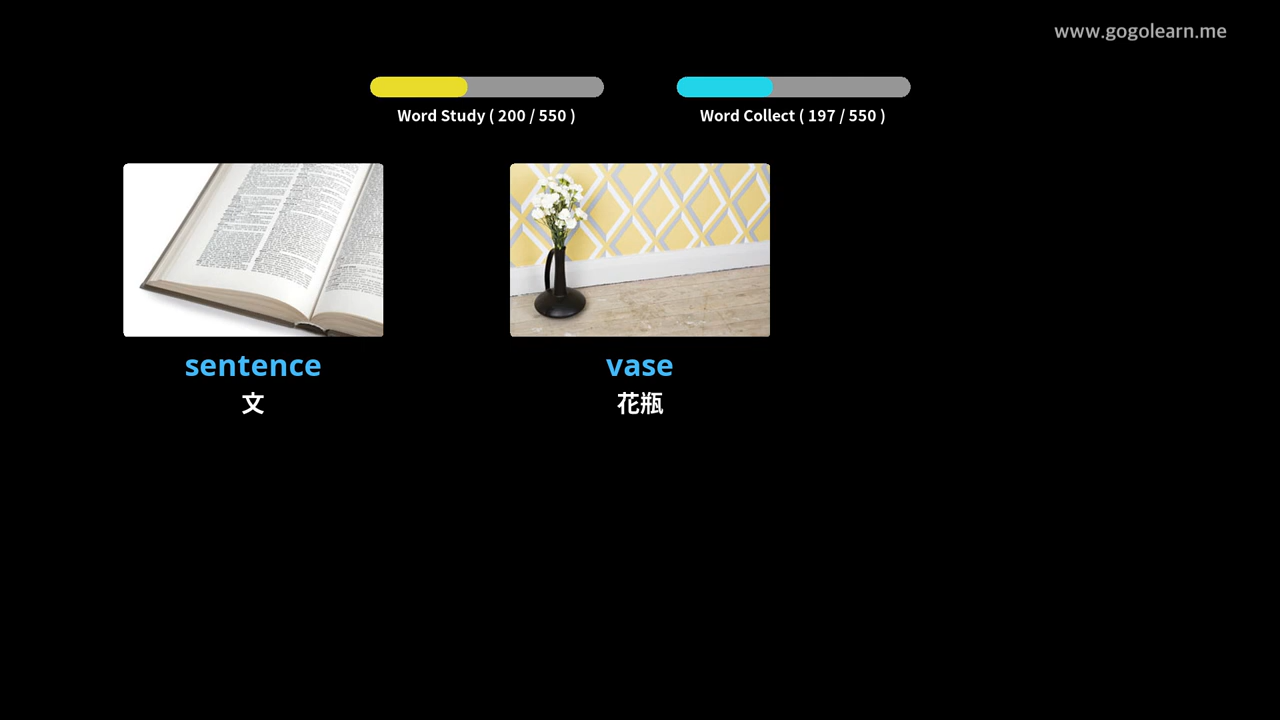 www.gogolearn.me
Word Study ( 200 / 550 )
Word Collect ( 197 / 550 )
sentence
文
vase
花瓶